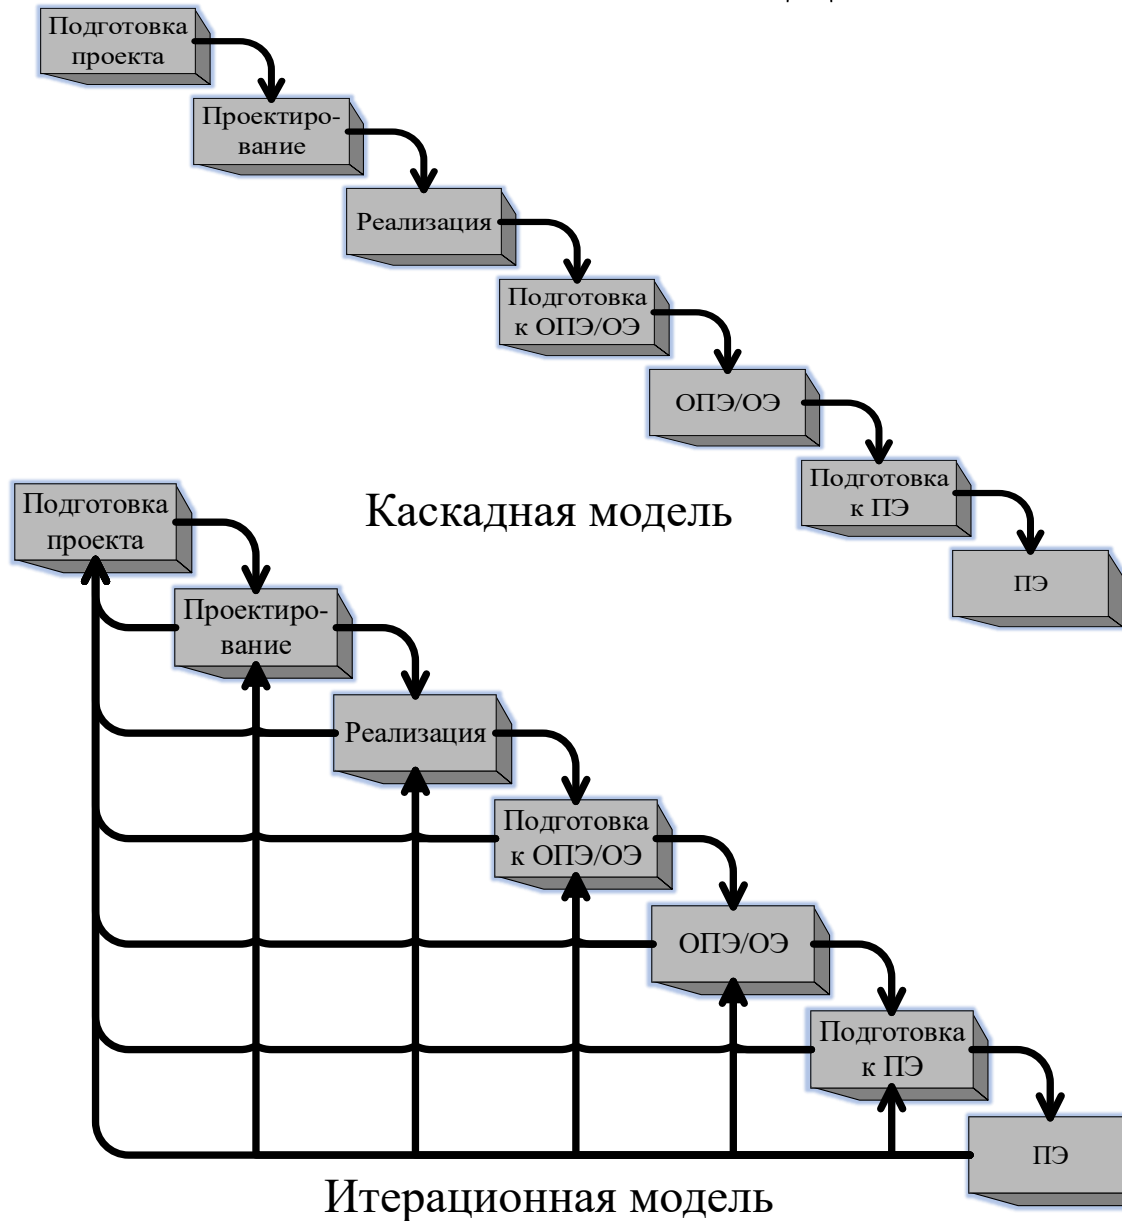 Подготовка
проекта
Проектиро-
вание
Реализация
Подготовка
к ОПЭ/ОЭ
ОПЭ/ОЭ
Подготовка
к ПЭ
ПЭ
Каскадная модель
Подготовка
проекта
Проектиро-
вание
Реализация
Подготовка
к ОПЭ/ОЭ
ОПЭ/ОЭ
Подготовка
к ПЭ
ПЭ
Итерационная модель